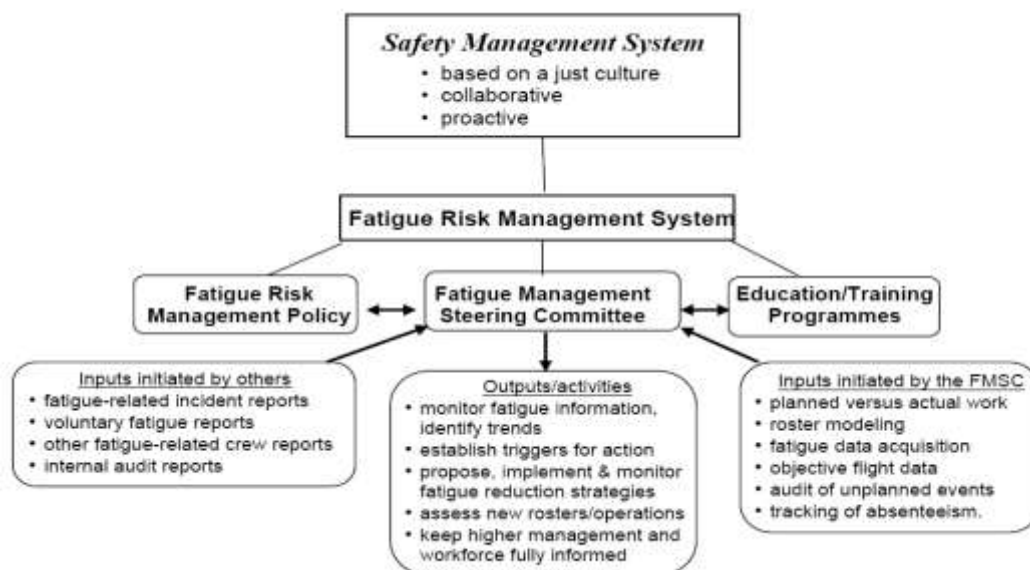 Safety Management System
• based on a just culture
• collaborative
• proactive
Fatigue Risk Management System
Fatigue Risk
Management Policy
Fatigue Management
Steering Committee
Education/Training
Programmes
Inputs initiated by others
• fatigue-related incident reports
• voluntary fatigue reports
• other fatigue-related crew reports
• internal audit reports
Outputs/activities
• monitor fatigue information,
identify trends
• establish triggers for action
• propose, implement & monitor
fatigue reduction strategies
• assess new rosters/operations
• keep higher management and
workforce fully informed
Inputs initiated by the FMSC
• planned versus actual work
• roster modeling
• fatigue data acquisition
• objective flight data
• audit of unplanned events
• tracking of absenteeism.